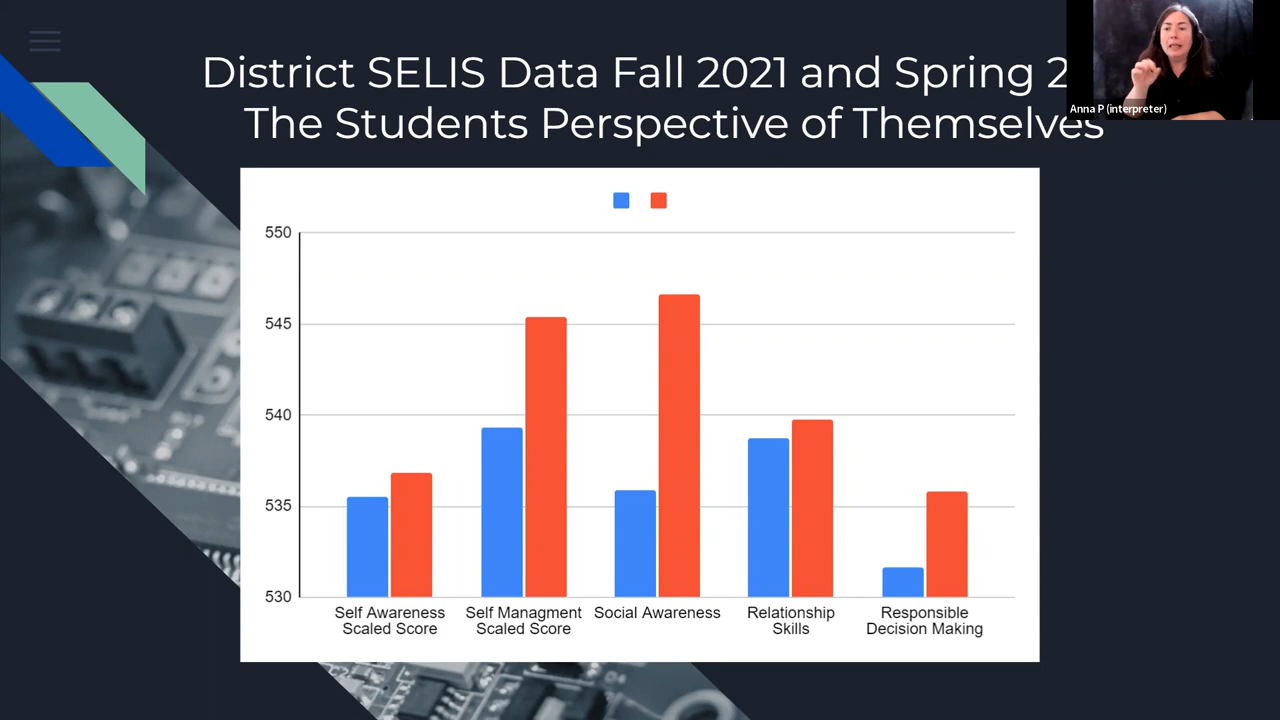 District SELIS Data Fall 2021 and Spring 2
The Students Perspective of Themselves
Anna P (interpreter)
550
545
540
535
530
Self Awareness
Scaled Score
Self Managment
Scaled Score
Social Awareness
Relationship
Skills
Responsible
Decision Making